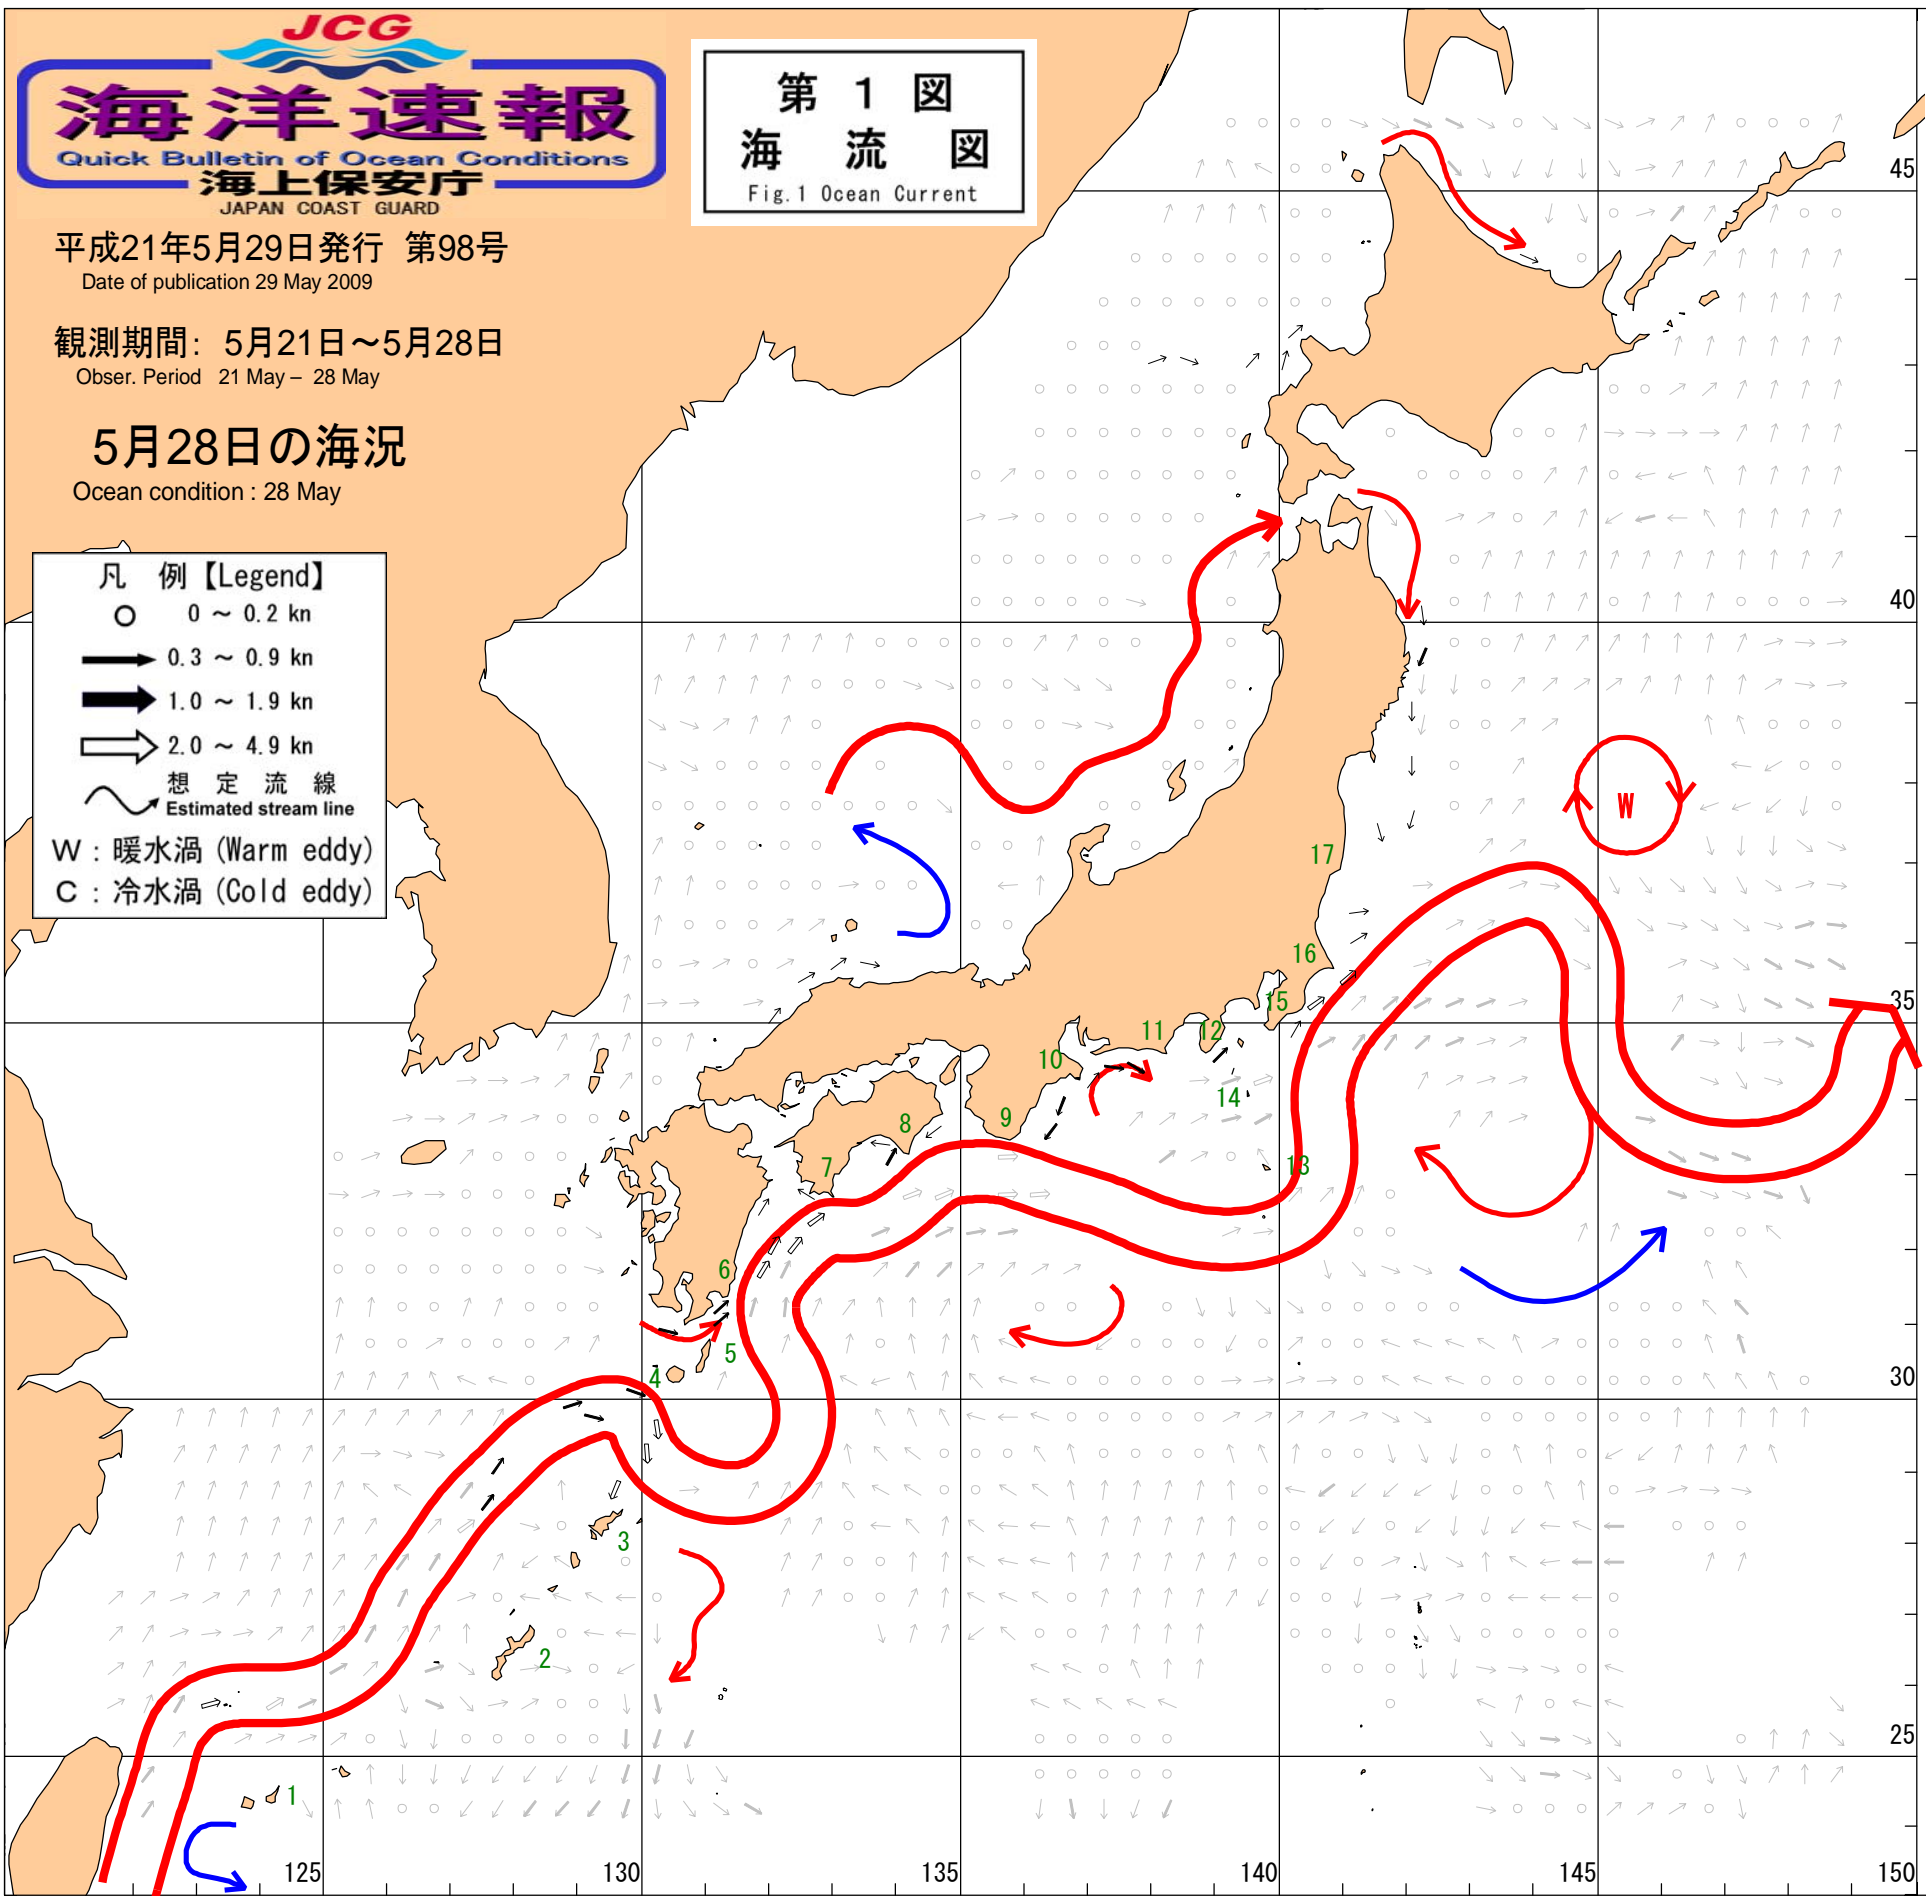 JCG
海洋速報
Quick Bulletin of Ocean Conditions
海上保安庁
JAPAN COAST GUARD
第 1 図
海 流 図
Fig.1 Ocean Current
平成21年5月29日発行 第98号
Date of publication 29 May 2009
観測期間: 5月21日~5月28日
Obser. Period 21 May – 28 May
5月28日の海況
Ocean condition : 28 May
凡 例【Legend】
0 ~ 0.2 kn
0.3 ~ 0.9 kn
1.0 ~ 1.9 kn
2.0 ~ 4.9 kn
想 定 流 線
Estimated stream line
W : 暖水渦 (Warm eddy)
C : 冷水渦 (Cold eddy)
45
40
W
17
16
35
15
12
11
10
14
9
8
13
7
6
5
4
30
3
2
25
1
125
130
135
140
145
150